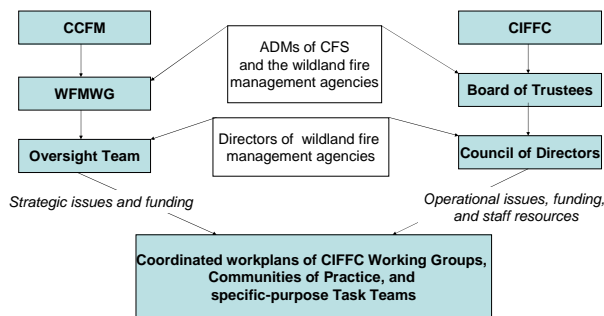 CCFM
CIFFC
ADMs of CFS
and the wildland fire
management agencies
WFMWG
Board of Trustees
Directors of wildland fire
management agencies
Oversight Team
Council of Directors
Strategic issues and funding
Operational issues, funding,
and staff resources
Coordinated workplans of CIFFC Working Groups,
Communities of Practice, and
specific-purpose Task Teams